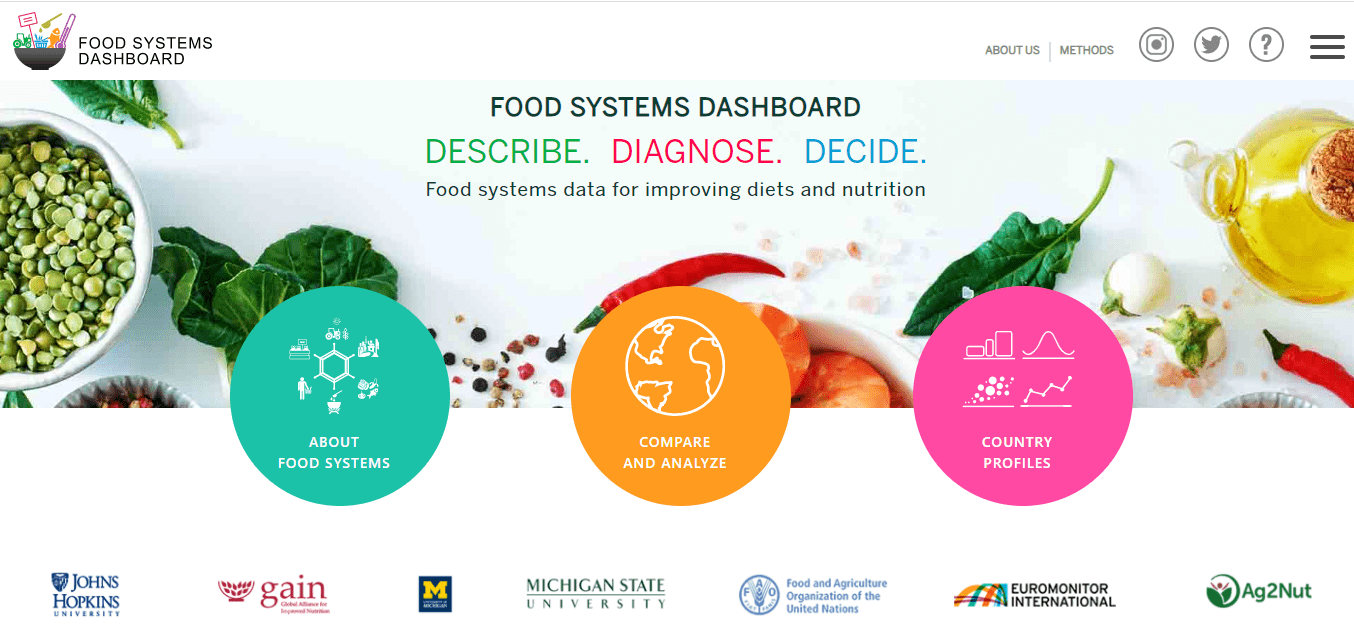 FOOD SYSTEMS
DASHBOARD
ABOUT US
METHODS
?
FOOD SYSTEMS DASHBOARD
DESCRIBE. DIAGNOSE. DECIDE.
Food systems data for improving diets and nutrition
ABOUT
FOOD SYSTEMS
COMPARE
AND ANALYZE
COUNTRY
PROFILES
JOHNS
HOPKINS
UNIVERSITY
gain
Global Alliance for
Improved Nutrition
M
UNIVERSITY OF
MICHIGAN
MICHIGAN STATE
UNIVERSITY
FAO
Food and Agriculture
Organization of the
United Nations
EUROMONITOR
INTERNATIONAL
Ag2Nut